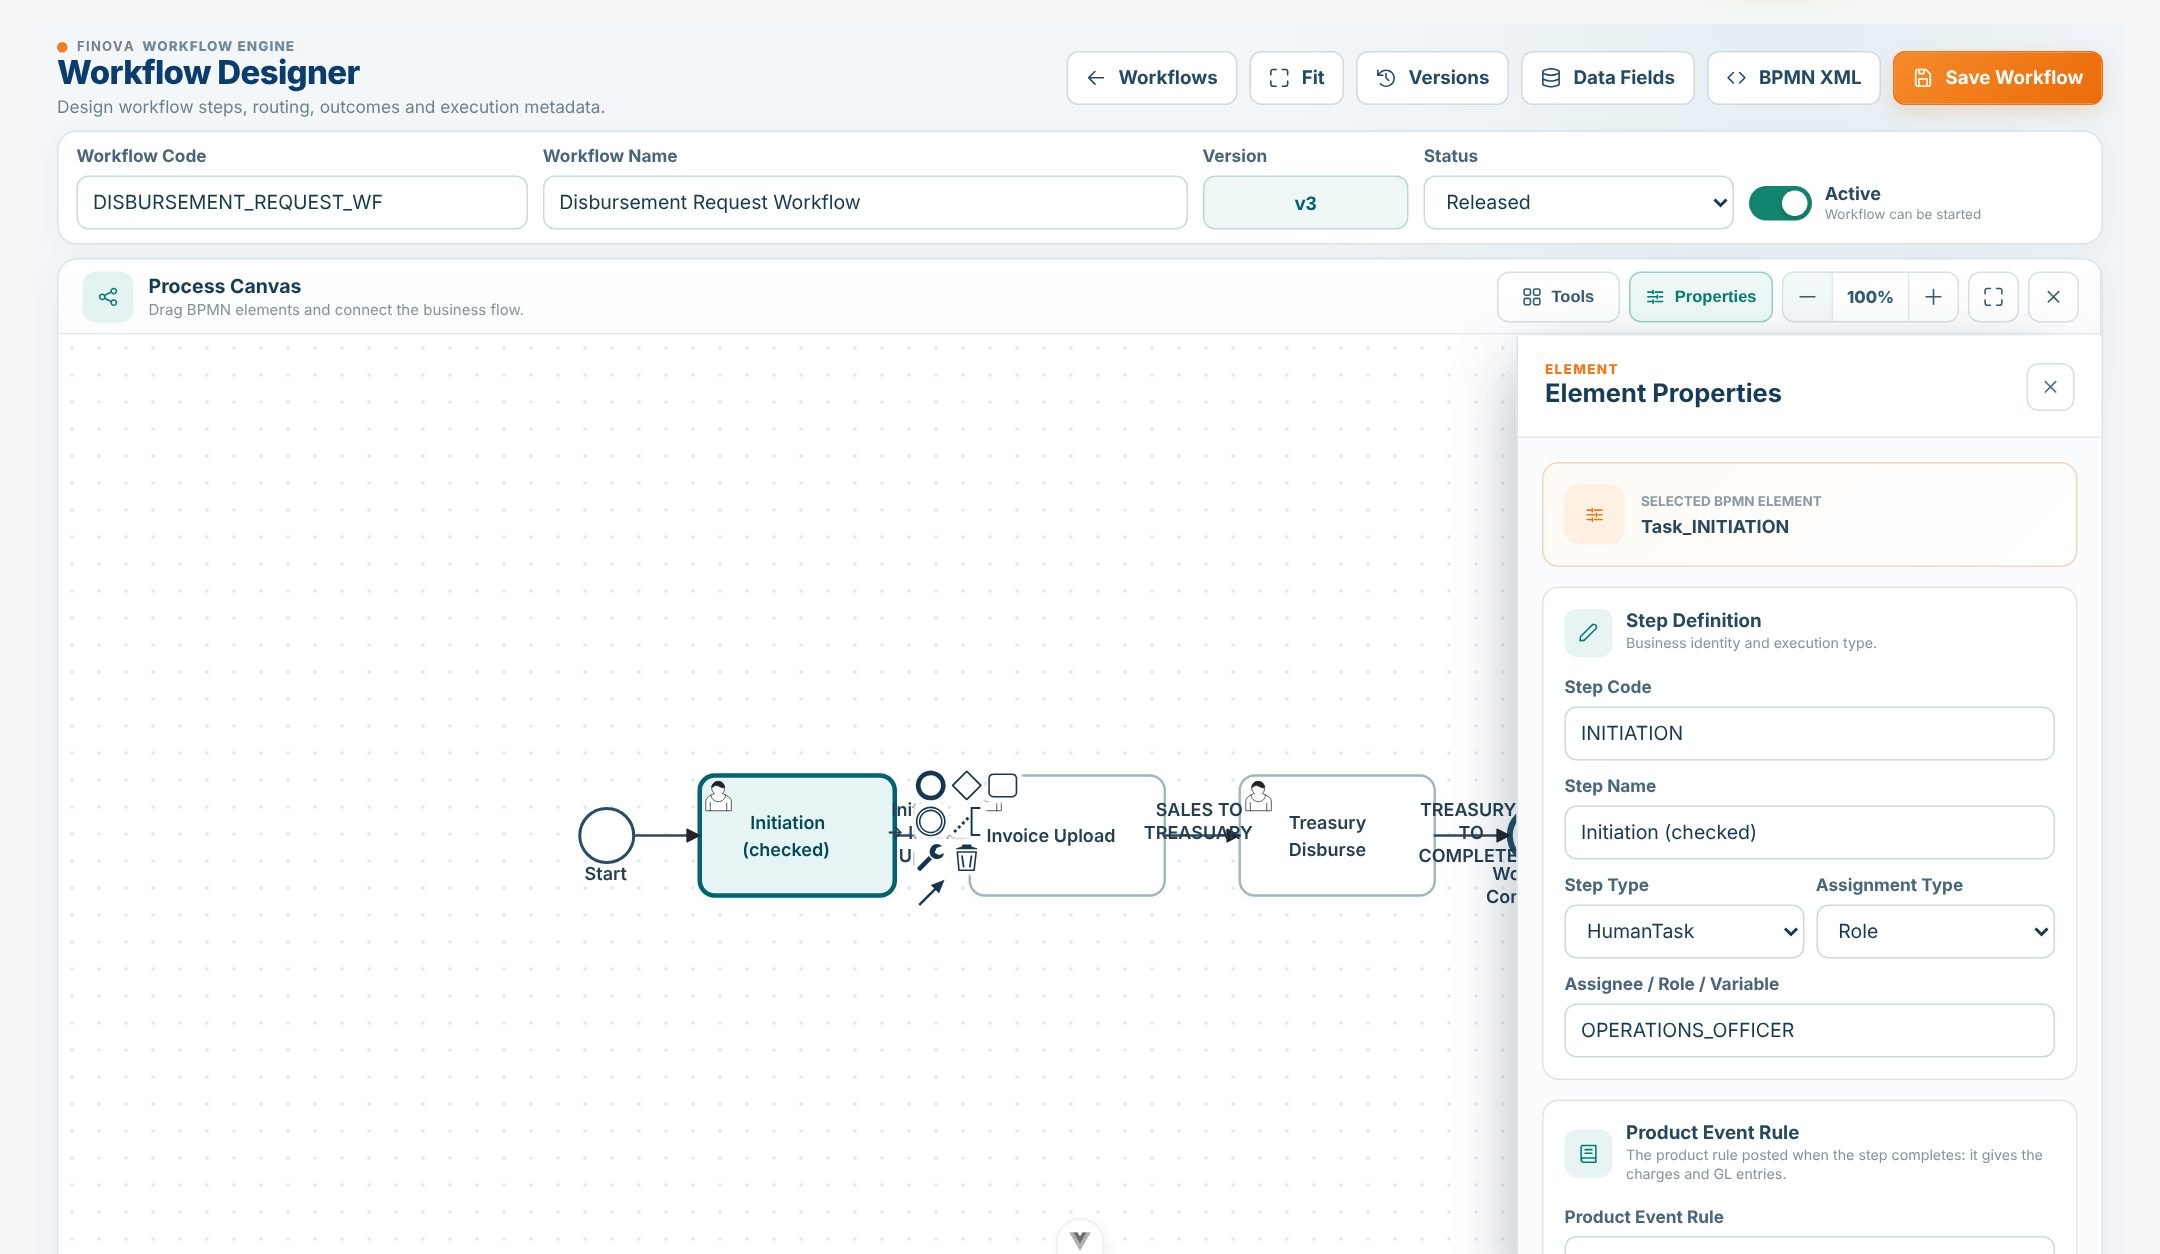 FINOVA WORKFLOW ENGINE
Workflow Designer
Design workflow steps, routing, outcomes and execution metadata.
Workflows
Fit
Versions
Data Fields
BPMN XML
Save Workflow
Workflow Code
Workflow Name
Version
Status
DISBURSEMENT_REQUEST_WF
Disbursement Request Workflow
v3
Released
Active
Workflow can be started
Process Canvas
Drag BPMN elements and connect the business flow.
Tools
Properties
100%
ELEMENT
Element Properties
SELECTED BPMN ELEMENT
Task_INITIATION
Step Definition
Business identity and execution type.
Step Code
INITIATION
Step Name
Initiation (checked)
Step Type
Assignment Type
HumanTask
Role
Assignee / Role / Variable
OPERATIONS_OFFICER
Product Event Rule
The product rule posted when the step completes: it gives the
charges and GL entries.
Product Event Rule
Start
Initiation
(checked)
Invoice Upload
SALES TO
TREASUARY
Treasury
Disburse
TREASURY
TO
COMPLETE